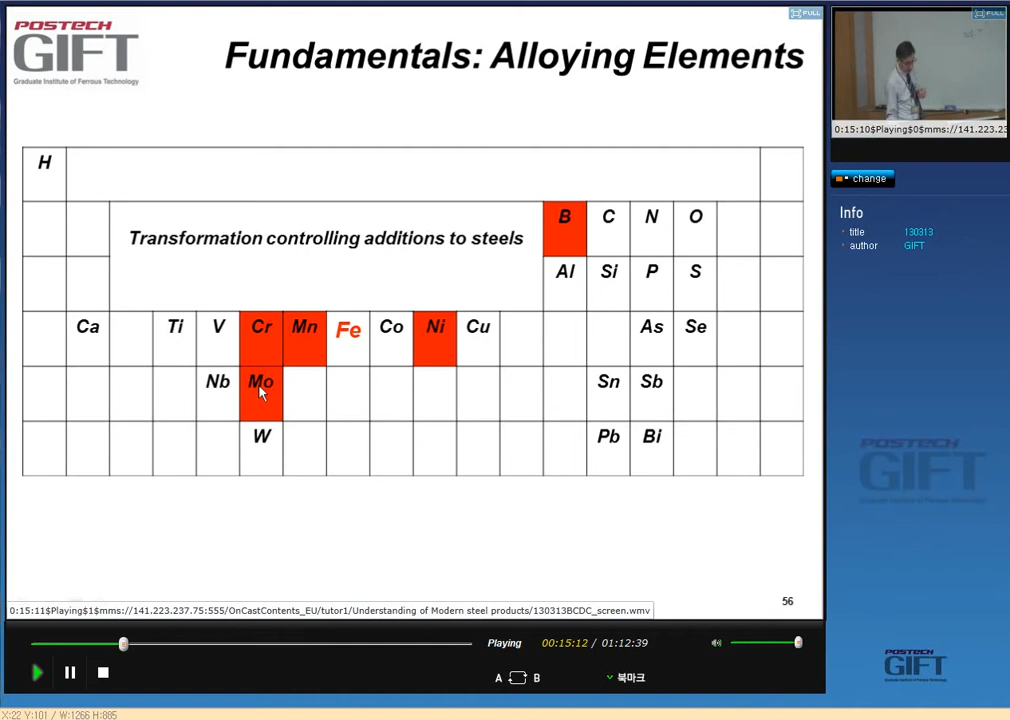 POSTECH
GIFT
Graduate Institute of Ferrous Technology
Fundamentals: Alloying Elements
H
Transformation controlling additions to steels
B C N O
Al Si P S
Ca Ti V Cr Mn Fe Co Ni Cu As Se
Nb Mo Sn Sb
W Pb Bi
56
0:15:11$Playing$1$mms://141.223.237.75:555/OnCastContents_EU/tutor1/Understanding of Modern steel products/130313BCDC_screen.wmv
Playing 00:15:12 / 01:12:39
A B 북마크
FULL
FULL
0:15:10$Playing$0$mms://141.223.23
change
Info
title 130313
author GIFT
POSTECH
GIFT
POSTECH
GIFT
X:22 Y:101 / W:1266 H:885